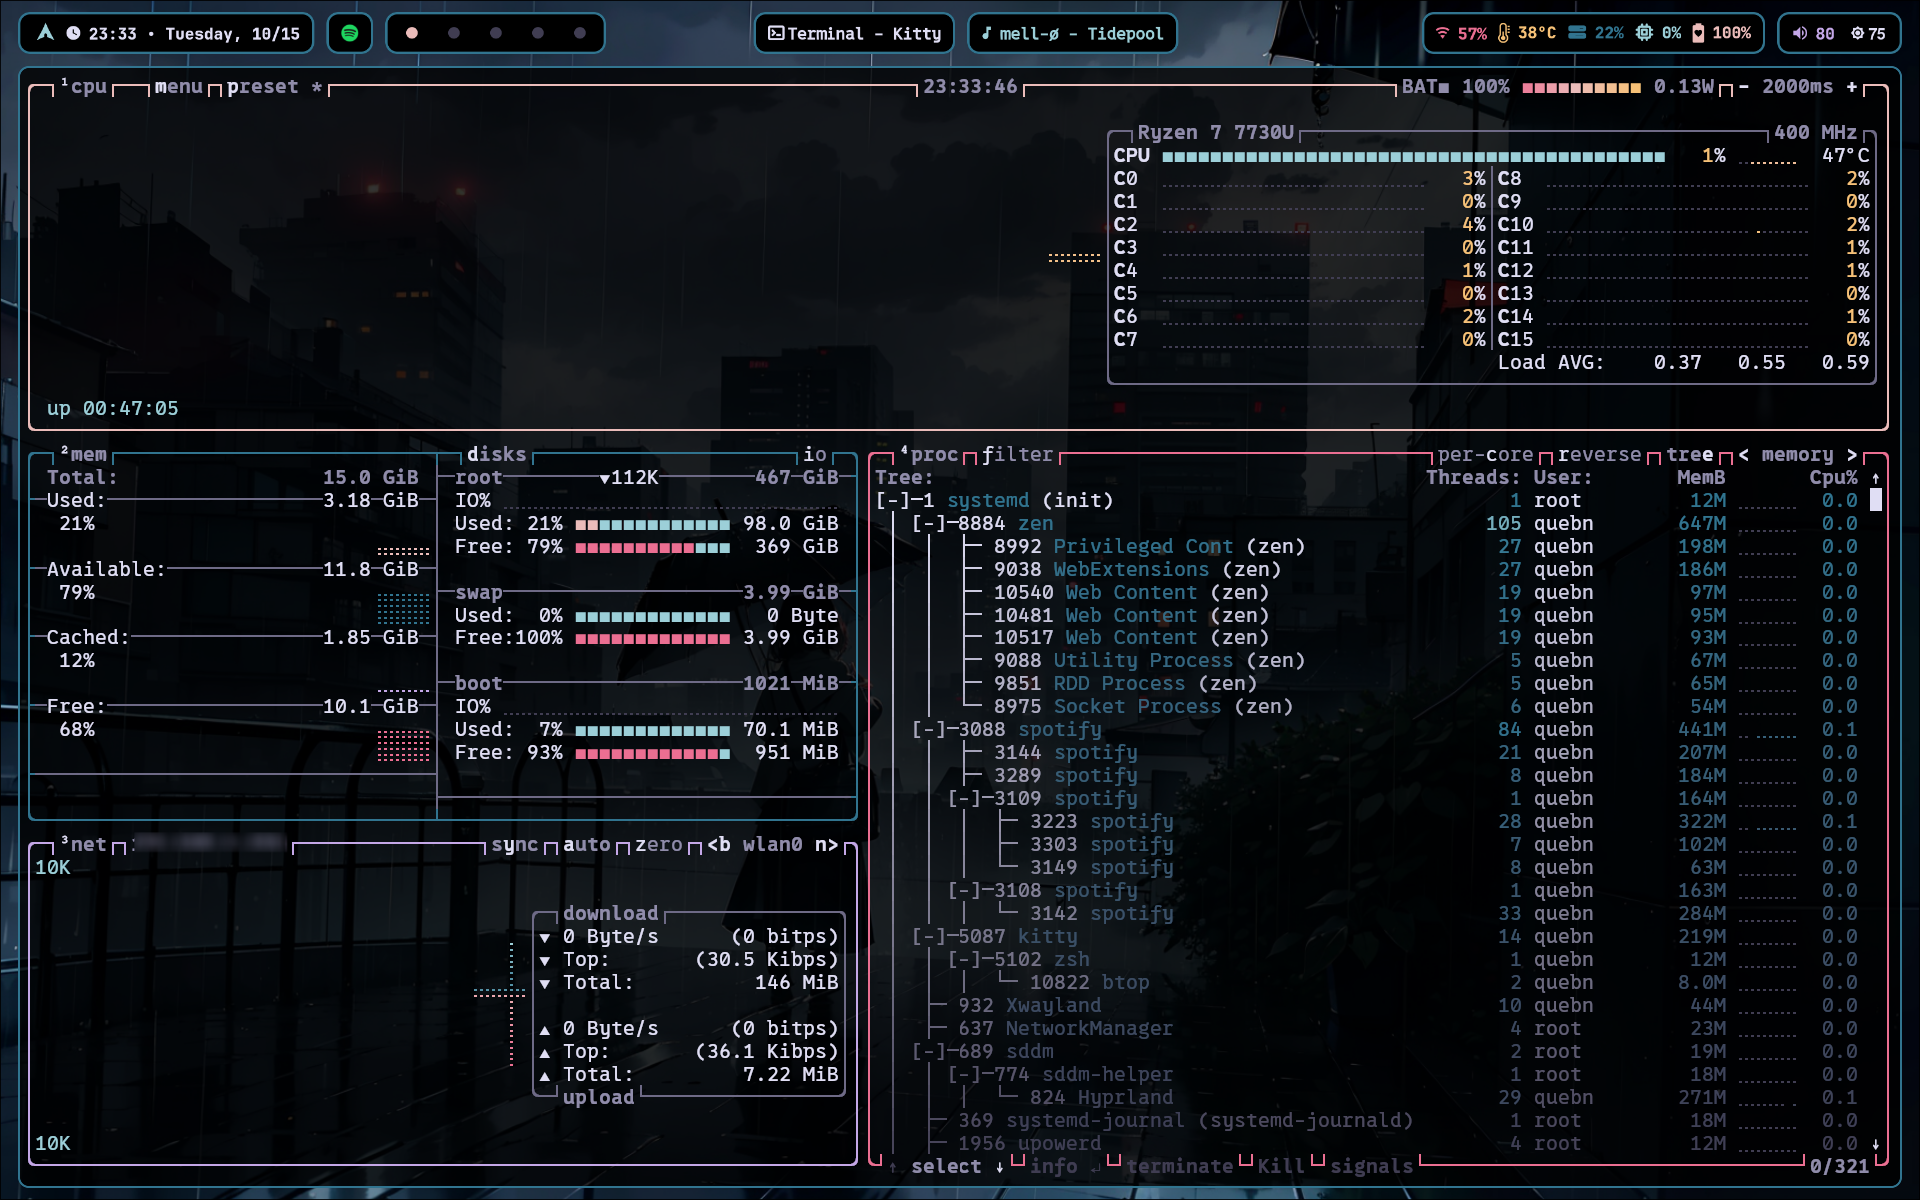 23:33 • Tuesday, 10/15
Terminal - Kitty
mell-ø - Tidepool
57% 38°C 22% 0% 100%
80 75
¹cpu menu preset * 23:33:46 BAT■ 100% 0.13W - 2000ms +
Ryzen 7 7730U 400 MHz
CPU 1% 47°C
C0 3% C8 2%
C1 0% C9 0%
C2 4% C10 2%
C3 0% C11 1%
C4 1% C12 1%
C5 0% C13 0%
C6 2% C14 1%
C7 0% C15 0%
Load AVG: 0.37 0.55 0.59
up 00:47:05
²mem
Total: 15.0 GiB
Used: 3.18 GiB
21%
Available: 11.8 GiB
79%
Cached: 1.85 GiB
12%
Free: 10.1 GiB
68%
disks io
root ▼112K 467 GiB
IO%
Used: 21% 98.0 GiB
Free: 79% 369 GiB
swap 3.99 GiB
Used: 0% 0 Byte
Free:100% 3.99 GiB
boot 1021 MiB
IO%
Used: 7% 70.1 MiB
Free: 93% 951 MiB
³net sync auto zero <b wlan0 n>
10K
download
▼ 0 Byte/s (0 bitps)
▼ Top: (30.5 Kibps)
▼ Total: 146 MiB
▲ 0 Byte/s (0 bitps)
▲ Top: (36.1 Kibps)
▲ Total: 7.22 MiB
upload
10K
⁴proc filter per-core reverse tree < memory >
Tree: Threads: User: MemB Cpu% ↑
[-]─1 systemd (init) 1 root 12M 0.0
[-]─8884 zen 105 quebn 647M 0.0
├─ 8992 Privileged Cont (zen) 27 quebn 198M 0.0
├─ 9038 WebExtensions (zen) 27 quebn 186M 0.0
├─ 10540 Web Content (zen) 19 quebn 97M 0.0
├─ 10481 Web Content (zen) 19 quebn 95M 0.0
├─ 10517 Web Content (zen) 19 quebn 93M 0.0
├─ 9088 Utility Process (zen) 5 quebn 67M 0.0
├─ 9851 RDD Process (zen) 5 quebn 65M 0.0
└─ 8975 Socket Process (zen) 6 quebn 54M 0.0
[-]─3088 spotify 84 quebn 441M 0.1
├─ 3144 spotify 21 quebn 207M 0.0
├─ 3289 spotify 8 quebn 184M 0.0
[-]─3109 spotify 1 quebn 164M 0.0
├─ 3223 spotify 28 quebn 322M 0.1
├─ 3303 spotify 7 quebn 102M 0.0
└─ 3149 spotify 8 quebn 63M 0.0
[-]─3108 spotify 1 quebn 163M 0.0
└─ 3142 spotify 33 quebn 284M 0.0
[-]─5087 kitty 14 quebn 219M 0.0
[-]─5102 zsh 1 quebn 12M 0.0
└─ 10822 btop 2 quebn 8.0M 0.0
├─ 932 Xwayland 10 quebn 44M 0.0
├─ 637 NetworkManager 4 root 23M 0.0
[-]─689 sddm 2 root 19M 0.0
[-]─774 sddm-helper 1 root 18M 0.0
└─ 824 Hyprland 29 quebn 271M 0.1
├─ 369 systemd-journal (systemd-journald) 1 root 18M 0.0
├─ 1956 upowerd 4 root 12M 0.0 ↓
↑ select ↓ info ↲ terminate Kill signals 0/321